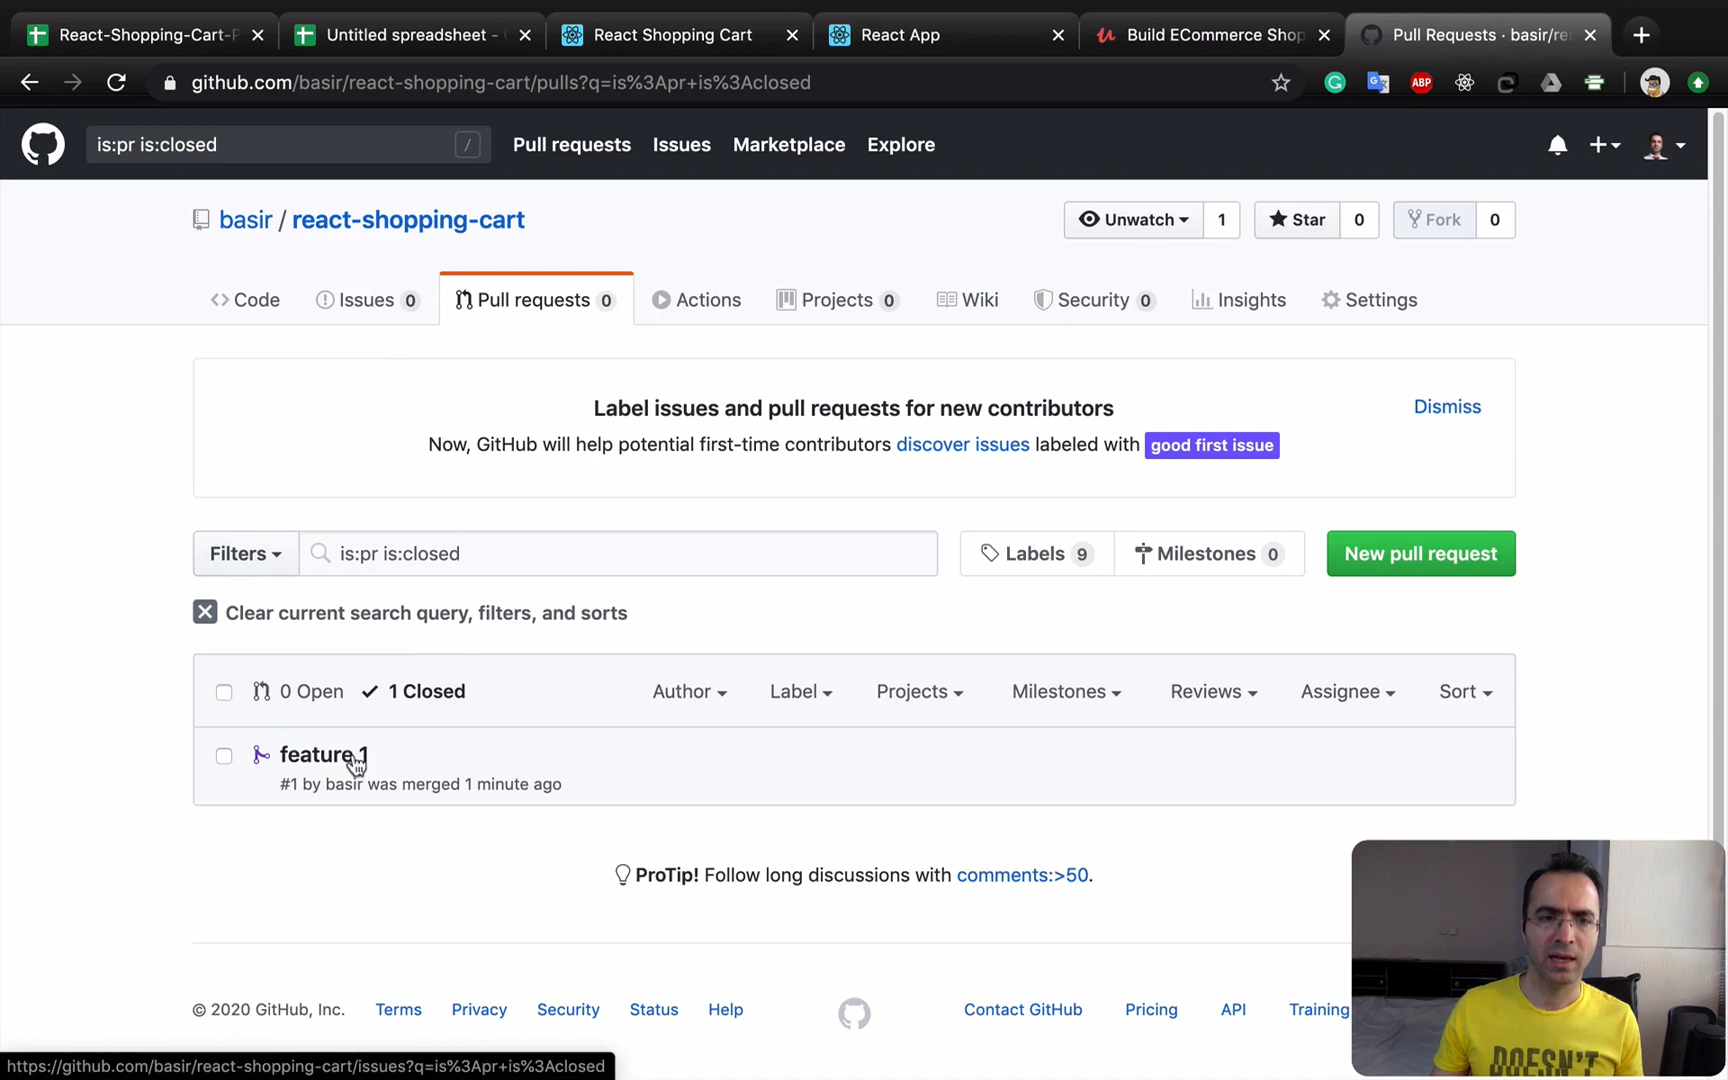 React-Shopping-Cart-P
Untitled spreadsheet -
React Shopping Cart
React App
Build ECommerce Shop
Pull Requests · basir/re
github.com/basir/react-shopping-cart/pulls?q=is%3Apr+is%3Aclosed
ABP
is:pr is:closed
/
Pull requests
Issues
Marketplace
Explore
basir / react-shopping-cart
Unwatch 1
Star 0
Fork 0
Code
Issues 0
Pull requests 0
Actions
Projects 0
Wiki
Security 0
Insights
Settings
Label issues and pull requests for new contributors
Dismiss
Now, GitHub will help potential first-time contributors discover issues labeled with good first issue
Filters
is:pr is:closed
Labels 9
Milestones 0
New pull request
Clear current search query, filters, and sorts
0 Open
1 Closed
Author
Label
Projects
Milestones
Reviews
Assignee
Sort
feature 1
#1 by basir was merged 1 minute ago
ProTip! Follow long discussions with comments:>50.
© 2020 GitHub, Inc.
Terms
Privacy
Security
Status
Help
Contact GitHub
Pricing
API
Training
https://github.com/basir/react-shopping-cart/issues?q=is%3Apr+is%3Aclosed
DOESN'T